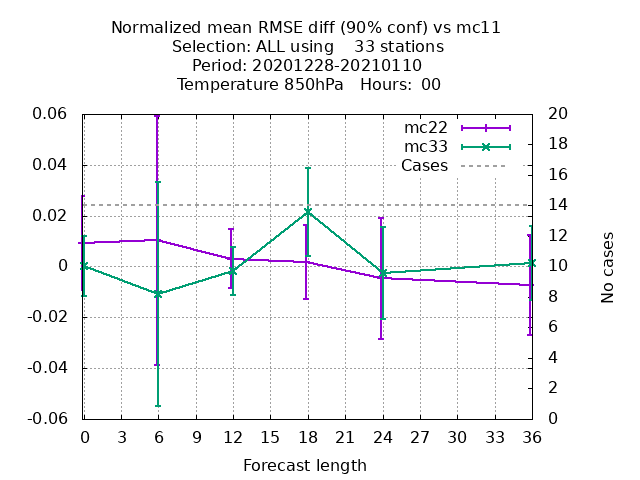 Normalized mean RMSE diff (90% conf) vs mc11
Selection: ALL using    33 stations
Period: 20201228-20210110
Temperature 850hPa   Hours:  00
mc22
mc33
Cases
0.06
0.04
0.02
0
-0.02
-0.04
-0.06
20
18
16
14
12
10
8
6
4
2
0
No cases
0 3 6 9 12 15 18 21 24 27 30 33 36
Forecast length